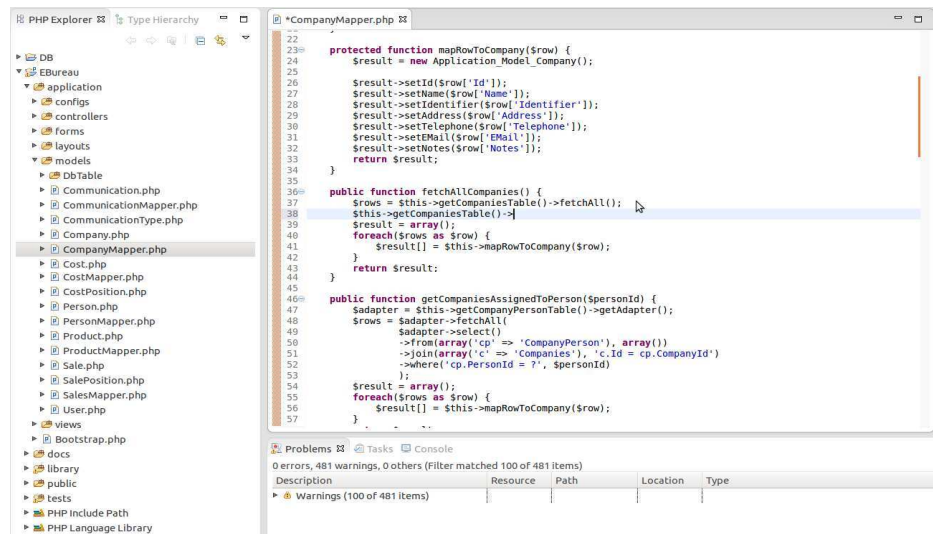 PHP Explorer
Type Hierarchy
DB
EBureau
application
configs
controllers
forms
layouts
models
DbTable
Communication.php
CommunicationMapper.php
CommunicationType.php
Company.php
CompanyMapper.php
Cost.php
CostMapper.php
CostPosition.php
Person.php
PersonMapper.php
Product.php
ProductMapper.php
Sale.php
SalePosition.php
SalesMapper.php
User.php
views
Bootstrap.php
docs
library
public
tests
PHP Include Path
PHP Language Library
*CompanyMapper.php
22
23 protected function mapRowToCompany($row) {
24 $result = new Application_Model_Company();
25
26 $result->setId($row['Id']);
27 $result->setName($row['Name']);
28 $result->setIdentifier($row['Identifier']);
29 $result->setAddress($row['Address']);
30 $result->setTelephone($row['Telephone']);
31 $result->setEMail($row['EMail']);
32 $result->setNotes($row['Notes']);
33 return $result;
34 }
35
36 public function fetchAllCompanies() {
37 $rows = $this->getCompaniesTable()->fetchAll();
38 $this->getCompaniesTable()->
39 $result = array();
40 foreach($rows as $row) {
41 $result[] = $this->mapRowToCompany($row);
42 }
43 return $result;
44 }
45
46 public function getCompaniesAssignedToPerson($personId) {
47 $adapter = $this->getCompanyPersonTable()->getAdapter();
48 $rows = $adapter->fetchAll(
49 $adapter->select()
50 ->from(array('cp' => 'CompanyPerson'), array())
51 ->join(array('c' => 'Companies'), 'c.Id = cp.CompanyId')
52 ->where('cp.PersonId = ?', $personId)
53 );
54 $result = array();
55 foreach($rows as $row) {
56 $result[] = $this->mapRowToCompany($row);
57 }
Problems
Tasks
Console
0 errors, 481 warnings, 0 others (Filter matched 100 of 481 items)
Description Resource Path Location Type
Warnings (100 of 481 items)